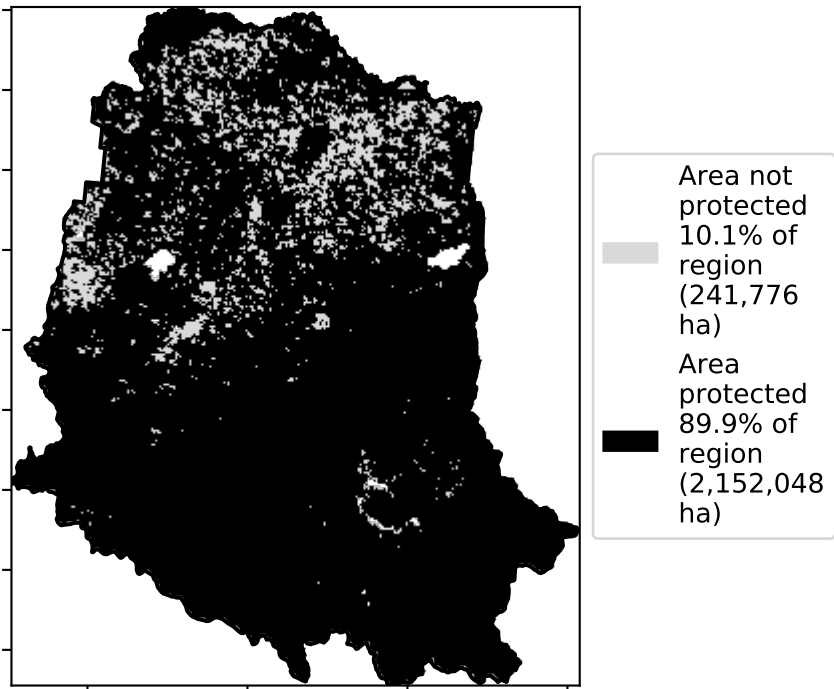 Area not
protected
10.1% of
region
(241,776
ha)
Area
protected
89.9% of
region
(2,152,048
ha)